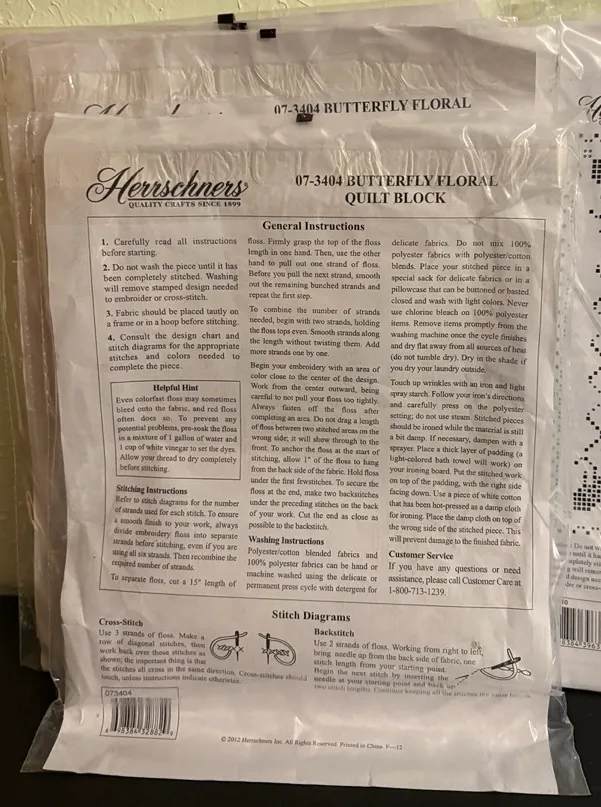 07-3404 BUTTERFLY FLORAL
Herrschners
QUALITY CRAFTS SINCE 1899
07-3404 BUTTERFLY FLORAL
QUILT BLOCK
General Instructions
1. Carefully read all instructions
before starting.
2. Do not wash the piece until it has
been completely stitched. Washing
will remove stamped design needed
to embroider or cross-stitch.
3. Fabric should be placed tautly on
a frame or in a hoop before stitching.
4. Consult the design chart and
stitch diagrams for the appropriate
stitches and colors needed to
complete the piece.
Helpful Hint
Even colorfast floss may sometimes
bleed onto the fabric, and red floss
often does so. To prevent any
potential problems, pre-soak the floss
in a mixture of 1 gallon of water and
1 cup of white vinegar to set the dyes.
Allow your thread to dry completely
before stitching.
Stitching Instructions
Refer to stitch diagrams for the number
of strands used for each stitch. To ensure
a smooth finish to your work, always
divide embroidery floss into separate
strands before stitching, even if you are
using all six strands. Then recombine the
required number of strands.
To separate floss, cut a 15" length of
floss. Firmly grasp the top of the floss
length in one hand. Then, use the other
hand to pull out one strand of floss.
Before you pull the next strand, smooth
out the remaining bunched strands and
repeat the first step.
To combine the number of strands
needed, begin with two strands, holding
the floss tops even. Smooth strands along
the length without twisting them. Add
more strands one by one.
Begin your embroidery with an area of
color close to the center of the design.
Work from the center outward, being
careful to not pull your floss too tightly.
Always fasten off the floss after
completing an area. Do not drag a length
of floss between two stitched areas on the
wrong side; it will show through to the
front. To anchor the floss at the start of
stitching, allow 1" of the floss to hang
from the back side of the fabric. Hold floss
under the first few stitches. To secure the
floss at the end, make two backstitches
under the preceding stitches on the back
of your work. Cut the end as close as
possible to the backstitch.
Washing Instructions
Polyester/cotton blended fabrics and
100% polyester fabrics can be hand or
machine washed using the delicate or
permanent press cycle with detergent for
delicate fabrics. Do not mix 100%
polyester fabrics with polyester/cotton
blends. Place your stitched piece in a
special sack for delicate fabrics or in a
pillowcase that can be buttoned or basted
closed and wash with light colors. Never
use chlorine bleach on 100% polyester
items. Remove items promptly from the
washing machine once the cycle finishes
and dry flat away from all sources of heat
(do not tumble dry). Dry in the shade if
you dry your laundry outside.
Touch up wrinkles with an iron and light
spray starch. Follow your iron's directions
and carefully press on the polyester
setting; do not use steam. Stitched pieces
should be ironed while the material is still
a bit damp. If necessary, dampen with a
sprayer. Place a thick layer of padding (a
light-colored bath towel will work) on
your ironing board. Put the stitched work
on top of the padding, with the right side
facing down. Use a piece of white cotton
that has been hot-pressed as a damp cloth
for ironing. Place the damp cloth on top of
the wrong side of the stitched piece. This
will prevent damage to the finished fabric.
Customer Service
If you have any questions or need
assistance, please call Customer Care at
1-800-713-1239.
Stitch Diagrams
Cross-Stitch
Use 3 strands of floss. Make a
row of diagonal stitches, then
work back over those stitches as
shown; the important thing is that
the stitches all cross in the same direction. Cross-stitches should
touch, unless instructions indicate otherwise.
Backstitch
Use 2 strands of floss. Working from right to left,
bring needle up from the back side of fabric, one
stitch length from your starting point.
Begin the next stitch by inserting the
needle at your starting point and back up
two stitch lengths. Continue keeping all the stitches the same
073404
© 2012 Herrschners Inc. All Rights Reserved Printed in China V—12